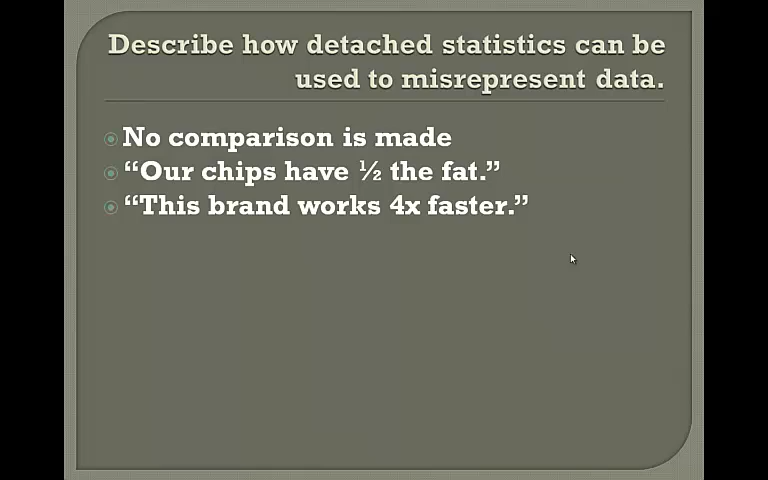 Describe how detached statistics can be
used to misrepresent data.
No comparison is made
“Our chips have ½ the fat.”
“This brand works 4x faster.”